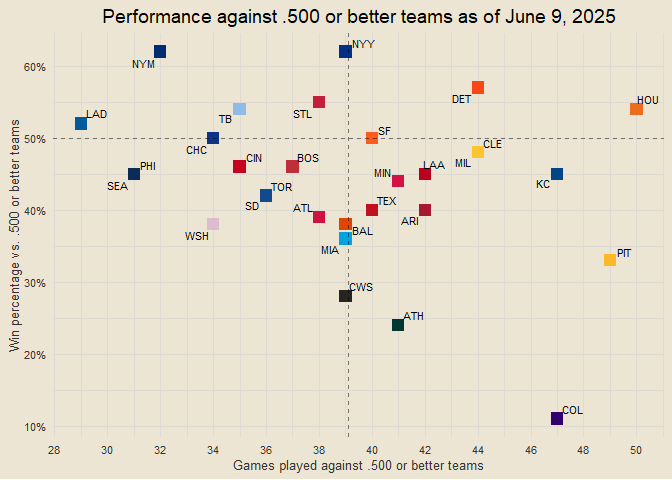 Performance against .500 or better teams as of June 9, 2025
Win percentage vs. .500 or better teams
60%
50%
40%
30%
20%
10%
NYM
NYY
LAD
TB
STL
DET
HOU
CHC
SF
CLE
MIL
SEA
PHI
CIN
BOS
MIN
LAA
KC
SD
TOR
ATL
TEX
ARI
WSH
BAL
MIA
PIT
CWS
ATH
COL
28
30
32
34
36
38
40
42
44
46
48
50
Games played against .500 or better teams